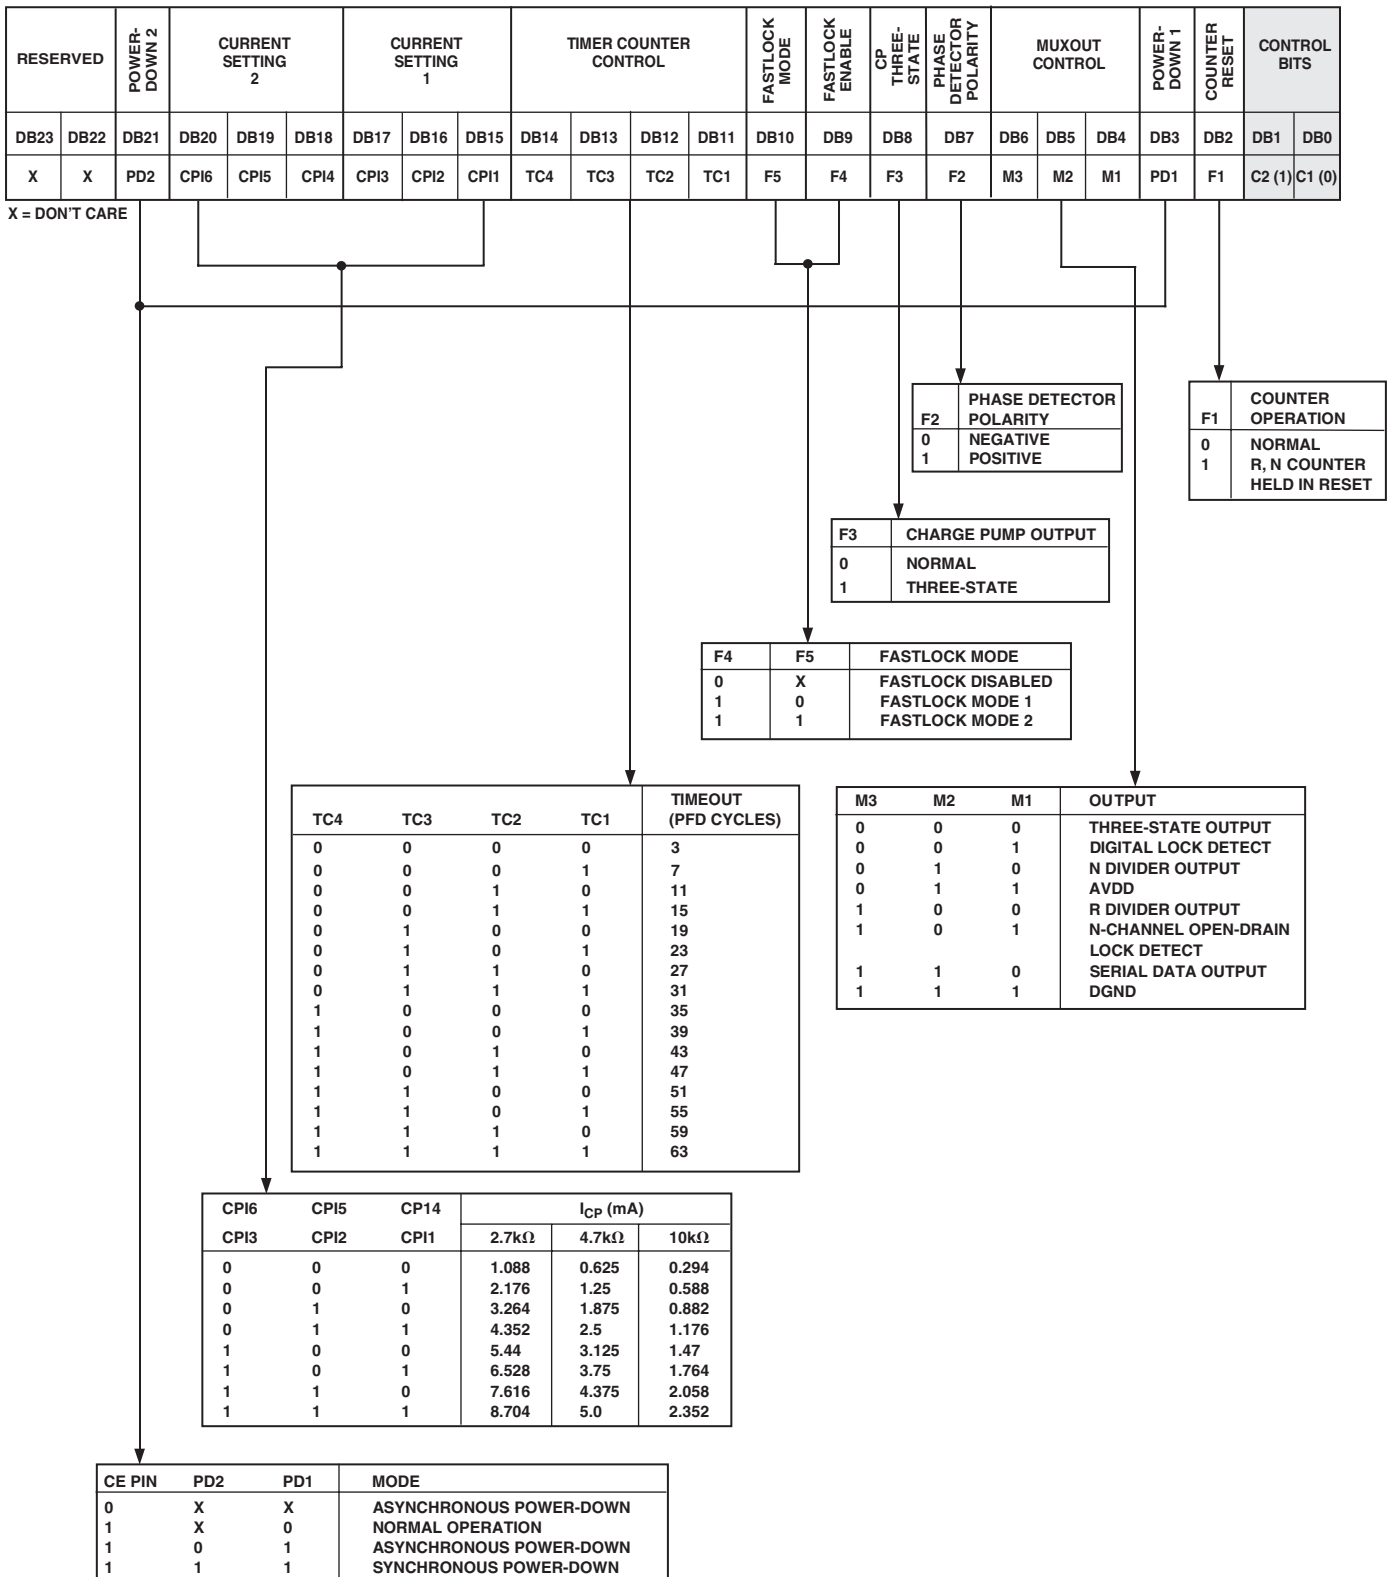 RESERVED
POWER-
DOWN 2
CURRENT
SETTING
2
CURRENT
SETTING
1
TIMER COUNTER
CONTROL
FASTLOCK
MODE
FASTLOCK
ENABLE
CP
THREE-
STATE
PHASE
DETECTOR
POLARITY
MUXOUT
CONTROL
POWER-
DOWN 1
COUNTER
RESET
CONTROL
BITS
DB23 DB22 DB21 DB20 DB19 DB18 DB17 DB16 DB15 DB14 DB13 DB12 DB11 DB10 DB9 DB8 DB7 DB6 DB5 DB4 DB3 DB2 DB1 DB0
X X PD2 CPI6 CPI5 CPI4 CPI3 CPI2 CPI1 TC4 TC3 TC2 TC1 F5 F4 F3 F2 M3 M2 M1 PD1 F1 C2 (1) C1 (0)
X = DON'T CARE
PHASE DETECTOR
F2 POLARITY
0 NEGATIVE
1 POSITIVE
COUNTER
F1 OPERATION
0 NORMAL
1 R, N COUNTER
HELD IN RESET
F3 CHARGE PUMP OUTPUT
0 NORMAL
1 THREE-STATE
F4 F5 FASTLOCK MODE
0 X FASTLOCK DISABLED
1 0 FASTLOCK MODE 1
1 1 FASTLOCK MODE 2
TIMEOUT
TC4 TC3 TC2 TC1 (PFD CYCLES)
0 0 0 0 3
0 0 0 1 7
0 0 1 0 11
0 0 1 1 15
0 1 0 0 19
0 1 0 1 23
0 1 1 0 27
0 1 1 1 31
1 0 0 0 35
1 0 0 1 39
1 0 1 0 43
1 0 1 1 47
1 1 0 0 51
1 1 0 1 55
1 1 1 0 59
1 1 1 1 63
M3 M2 M1 OUTPUT
0 0 0 THREE-STATE OUTPUT
0 0 1 DIGITAL LOCK DETECT
0 1 0 N DIVIDER OUTPUT
0 1 1 AVDD
1 0 0 R DIVIDER OUTPUT
1 0 1 N-CHANNEL OPEN-DRAIN
LOCK DETECT
1 1 0 SERIAL DATA OUTPUT
1 1 1 DGND
CPI6 CPI5 CP14 ICP (mA)
CPI3 CPI2 CPI1 2.7kΩ 4.7kΩ 10kΩ
0 0 0 1.088 0.625 0.294
0 0 1 2.176 1.25 0.588
0 1 0 3.264 1.875 0.882
0 1 1 4.352 2.5 1.176
1 0 0 5.44 3.125 1.47
1 0 1 6.528 3.75 1.764
1 1 0 7.616 4.375 2.058
1 1 1 8.704 5.0 2.352
CE PIN PD2 PD1 MODE
0 X X ASYNCHRONOUS POWER-DOWN
1 X 0 NORMAL OPERATION
1 0 1 ASYNCHRONOUS POWER-DOWN
1 1 1 SYNCHRONOUS POWER-DOWN